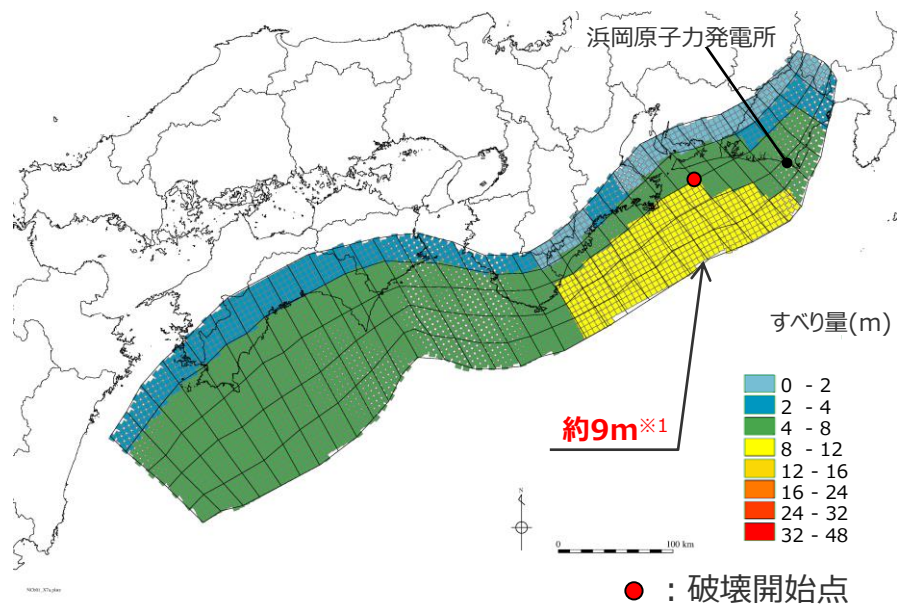 浜岡原子力発電所
すべり量(m)
0 - 2
2 - 4
4 - 8
8 - 12
12 - 16
16 - 24
24 - 32
32 - 48
約9m※1
N
0 100 km
：破壊開始点